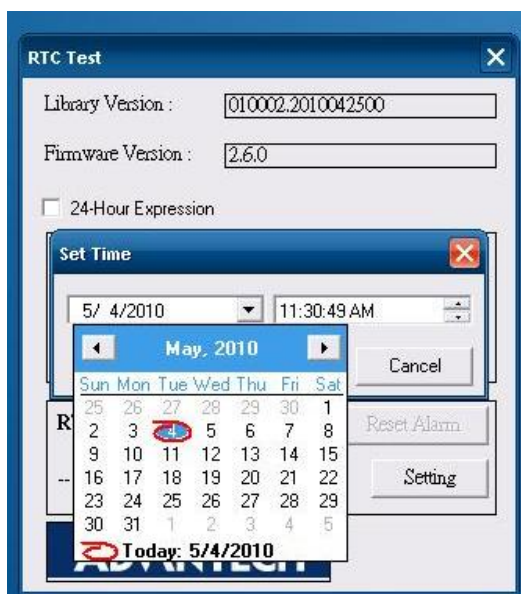 RTC Test
Library Version : 010002.2010042500
Firmware Version : 2.6.0
24-Hour Expression
Set Time
5/ 4/2010 11:30:49 AM
May, 2010
Cancel
Sun Mon Tue Wed Thu Fri Sat
25 26 27 28 29 30 1
2 3 4 5 6 7 8
Reset Alarm
9 10 11 12 13 14 15
16 17 18 19 20 21 22
Setting
23 24 25 26 27 28 29
30 31 1 2 3 4 5
Today: 5/4/2010